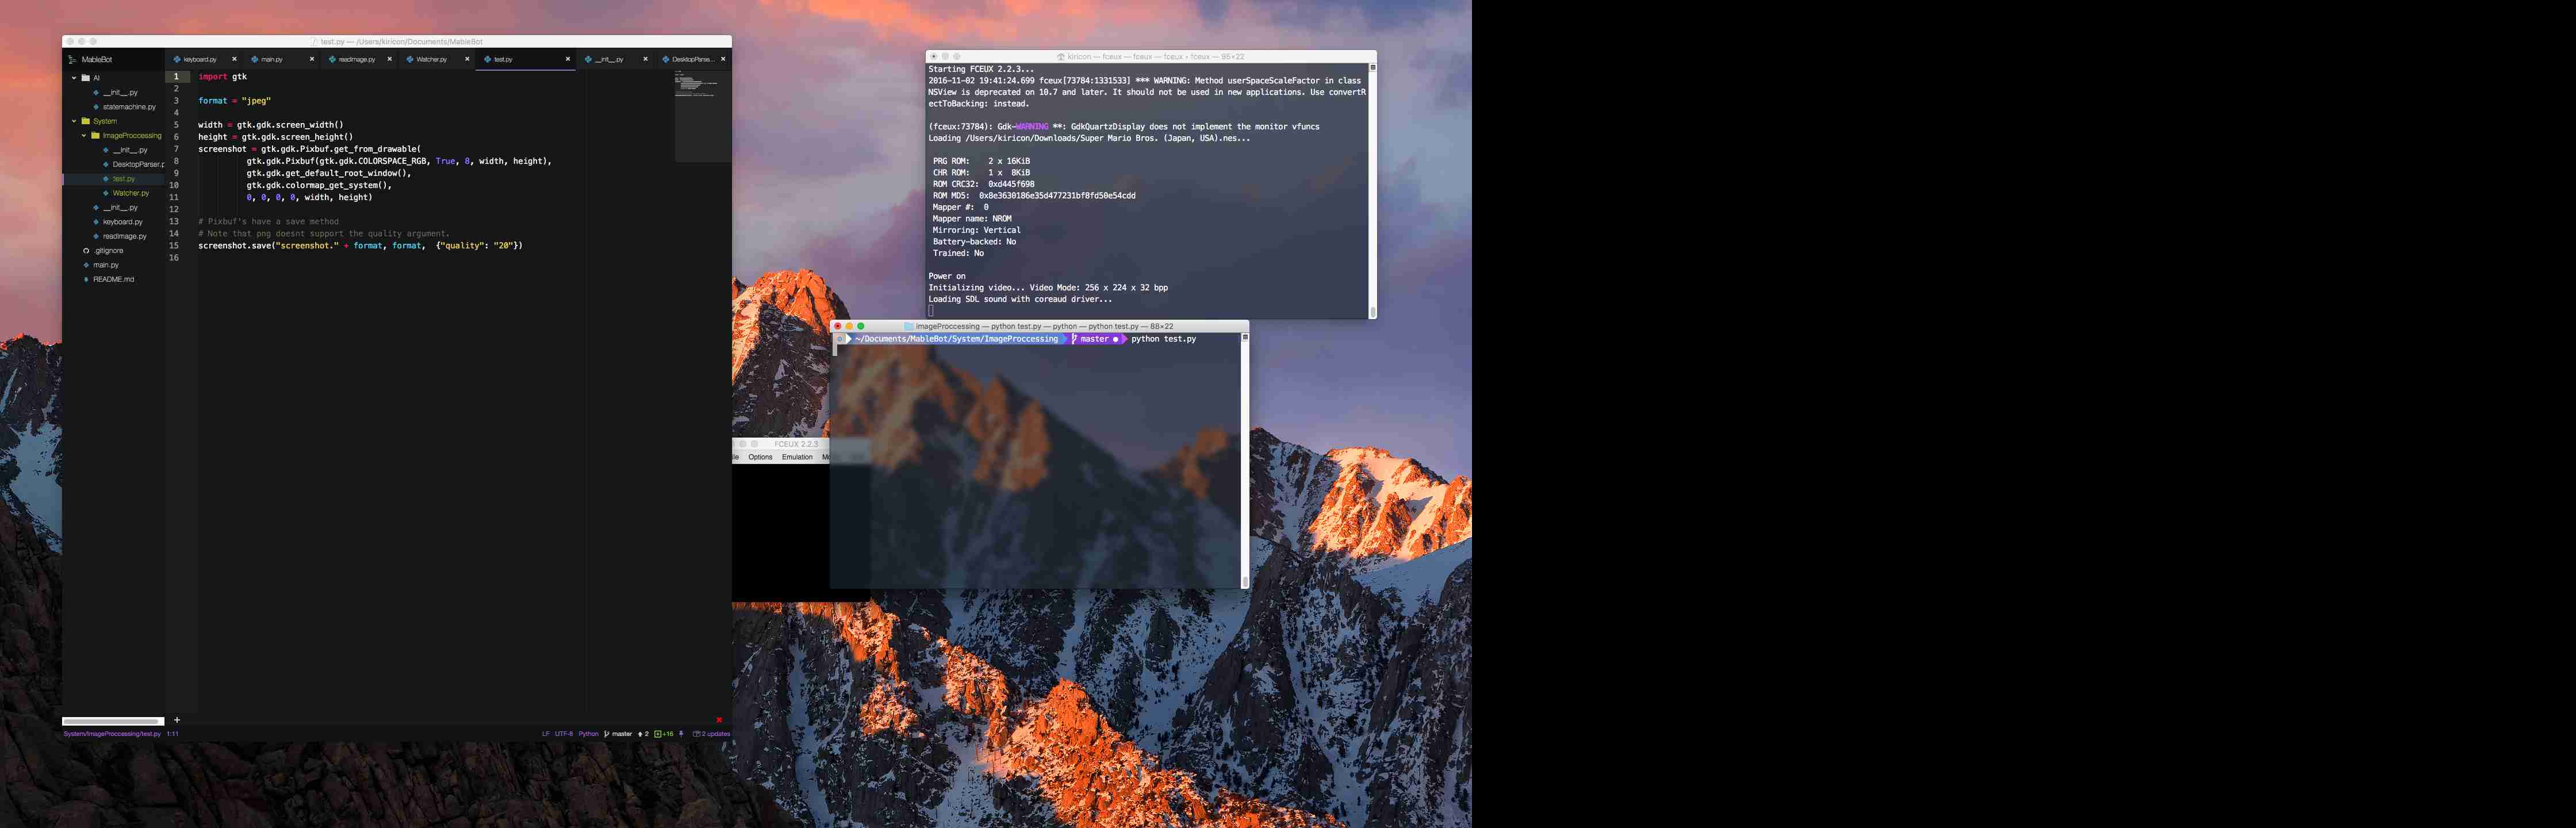 test.py — /Users/kiricon/Documents/MableBot
MableBot
AI
__init__.py
statemachine.py
System
ImageProccessing
__init__.py
DesktopParser.p
test.py
Watcher.py
__init__.py
keyboard.py
readImage.py
.gitignore
main.py
README.md
keyboard.py
main.py
readImage.py
Watcher.py
test.py
__init__.py
DesktopParse...
1 import gtk
2
3 format = "jpeg"
4
5 width = gtk.gdk.screen_width()
6 height = gtk.gdk.screen_height()
7 screenshot = gtk.gdk.Pixbuf.get_from_drawable(
8 gtk.gdk.Pixbuf(gtk.gdk.COLORSPACE_RGB, True, 8, width, height),
9 gtk.gdk.get_default_root_window(),
10 gtk.gdk.colormap_get_system(),
11 0, 0, 0, 0, width, height)
12
13 # Pixbuf's have a save method
14 # Note that png doesnt support the quality argument.
15 screenshot.save("screenshot." + format, format, {"quality": "20"})
16
System/ImageProccessing/test.py 1:11
LF UTF-8 Python master 2 +16 2 updates
kiricon — fceux — fceux — fceux • fceux — 95×22
Starting FCEUX 2.2.3...
2016-11-02 19:41:24.699 fceux[73784:1331533] *** WARNING: Method userSpaceScaleFactor in class
NSView is deprecated on 10.7 and later. It should not be used in new applications. Use convertR
ectToBacking: instead.
(fceux:73784): Gdk-WARNING **: GdkQuartzDisplay does not implement the monitor vfuncs
Loading /Users/kiricon/Downloads/Super Mario Bros. (Japan, USA).nes...
PRG ROM: 2 x 16KiB
CHR ROM: 1 x 8KiB
ROM CRC32: 0xd445f698
ROM MD5: 0x8e3630186e35d477231bf8fd50e54cdd
Mapper #: 0
Mapper name: NROM
Mirroring: Vertical
Battery-backed: No
Trained: No
Power on
Initializing video... Video Mode: 256 x 224 x 32 bpp
Loading SDL sound with coreaud driver...
ImageProccessing — python test.py — python — python test.py — 88×22
~/Documents/MableBot/System/ImageProccessing master ● python test.py
FCEUX 2.2.3
ile Options Emulation